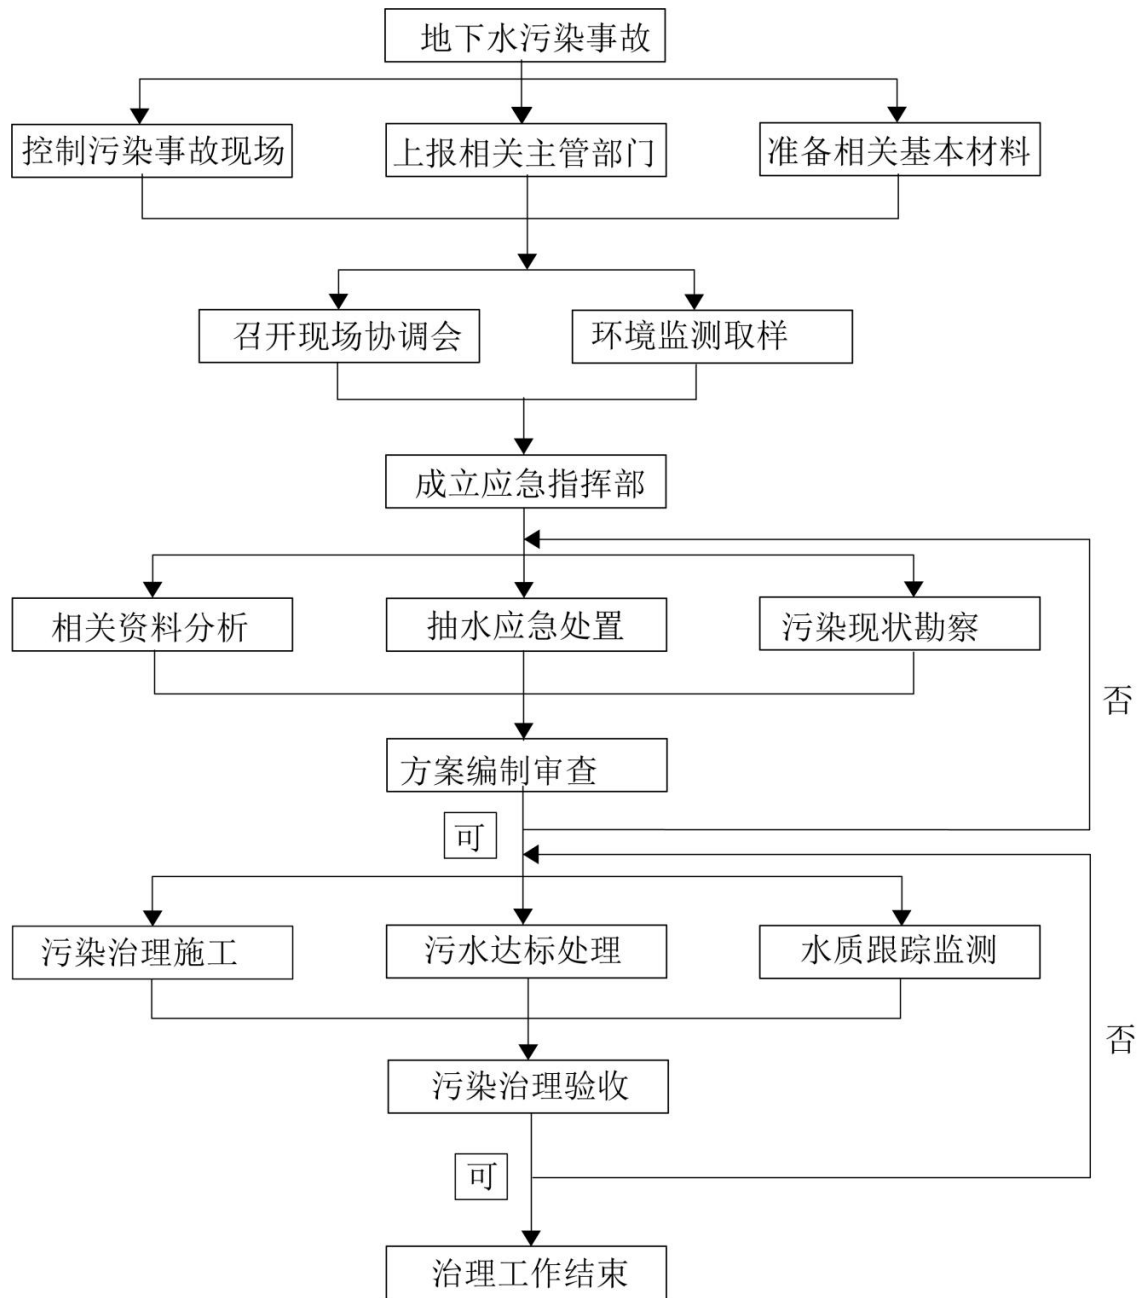 地下水污染事故
控制污染事故现场
上报相关主管部门
准备相关基本材料
召开现场协调会
环境监测取样
成立应急指挥部
相关资料分析
抽水应急处置
污染现状勘察
否
方案编制审查
可
污染治理施工
污水达标处理
水质跟踪监测
否
污染治理验收
可
治理工作结束